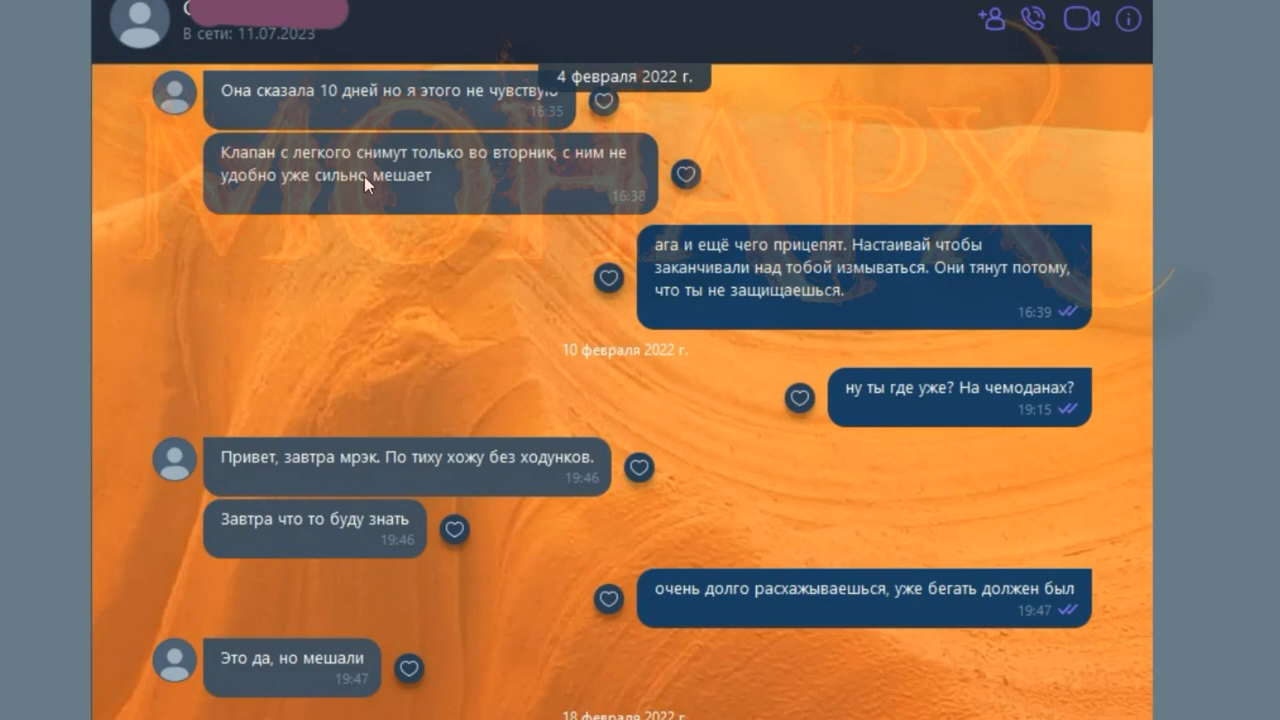 В сети: 11.07.2023
4 февраля 2022 г.
Она сказала 10 дней но я этого не чувствую
16:35
Клапан с легкого снимут только во вторник, с ним не
удобно уже сильно мешает
16:38
МОНАРХ
ага и ещё чего прицепят. Настаивай чтобы
заканчивали над тобой измываться. Они тянут потому,
что ты не защищаешься.
16:39
10 февраля 2022 г.
ну ты где уже? На чемоданах?
19:15
Привет, завтра мрэк. По тиху хожу без ходунков.
19:46
Завтра что то буду знать
19:46
очень долго расхажываешься, уже бегать должен был
19:47
Это да, но мешали
19:47
18 февраля 2022 г.